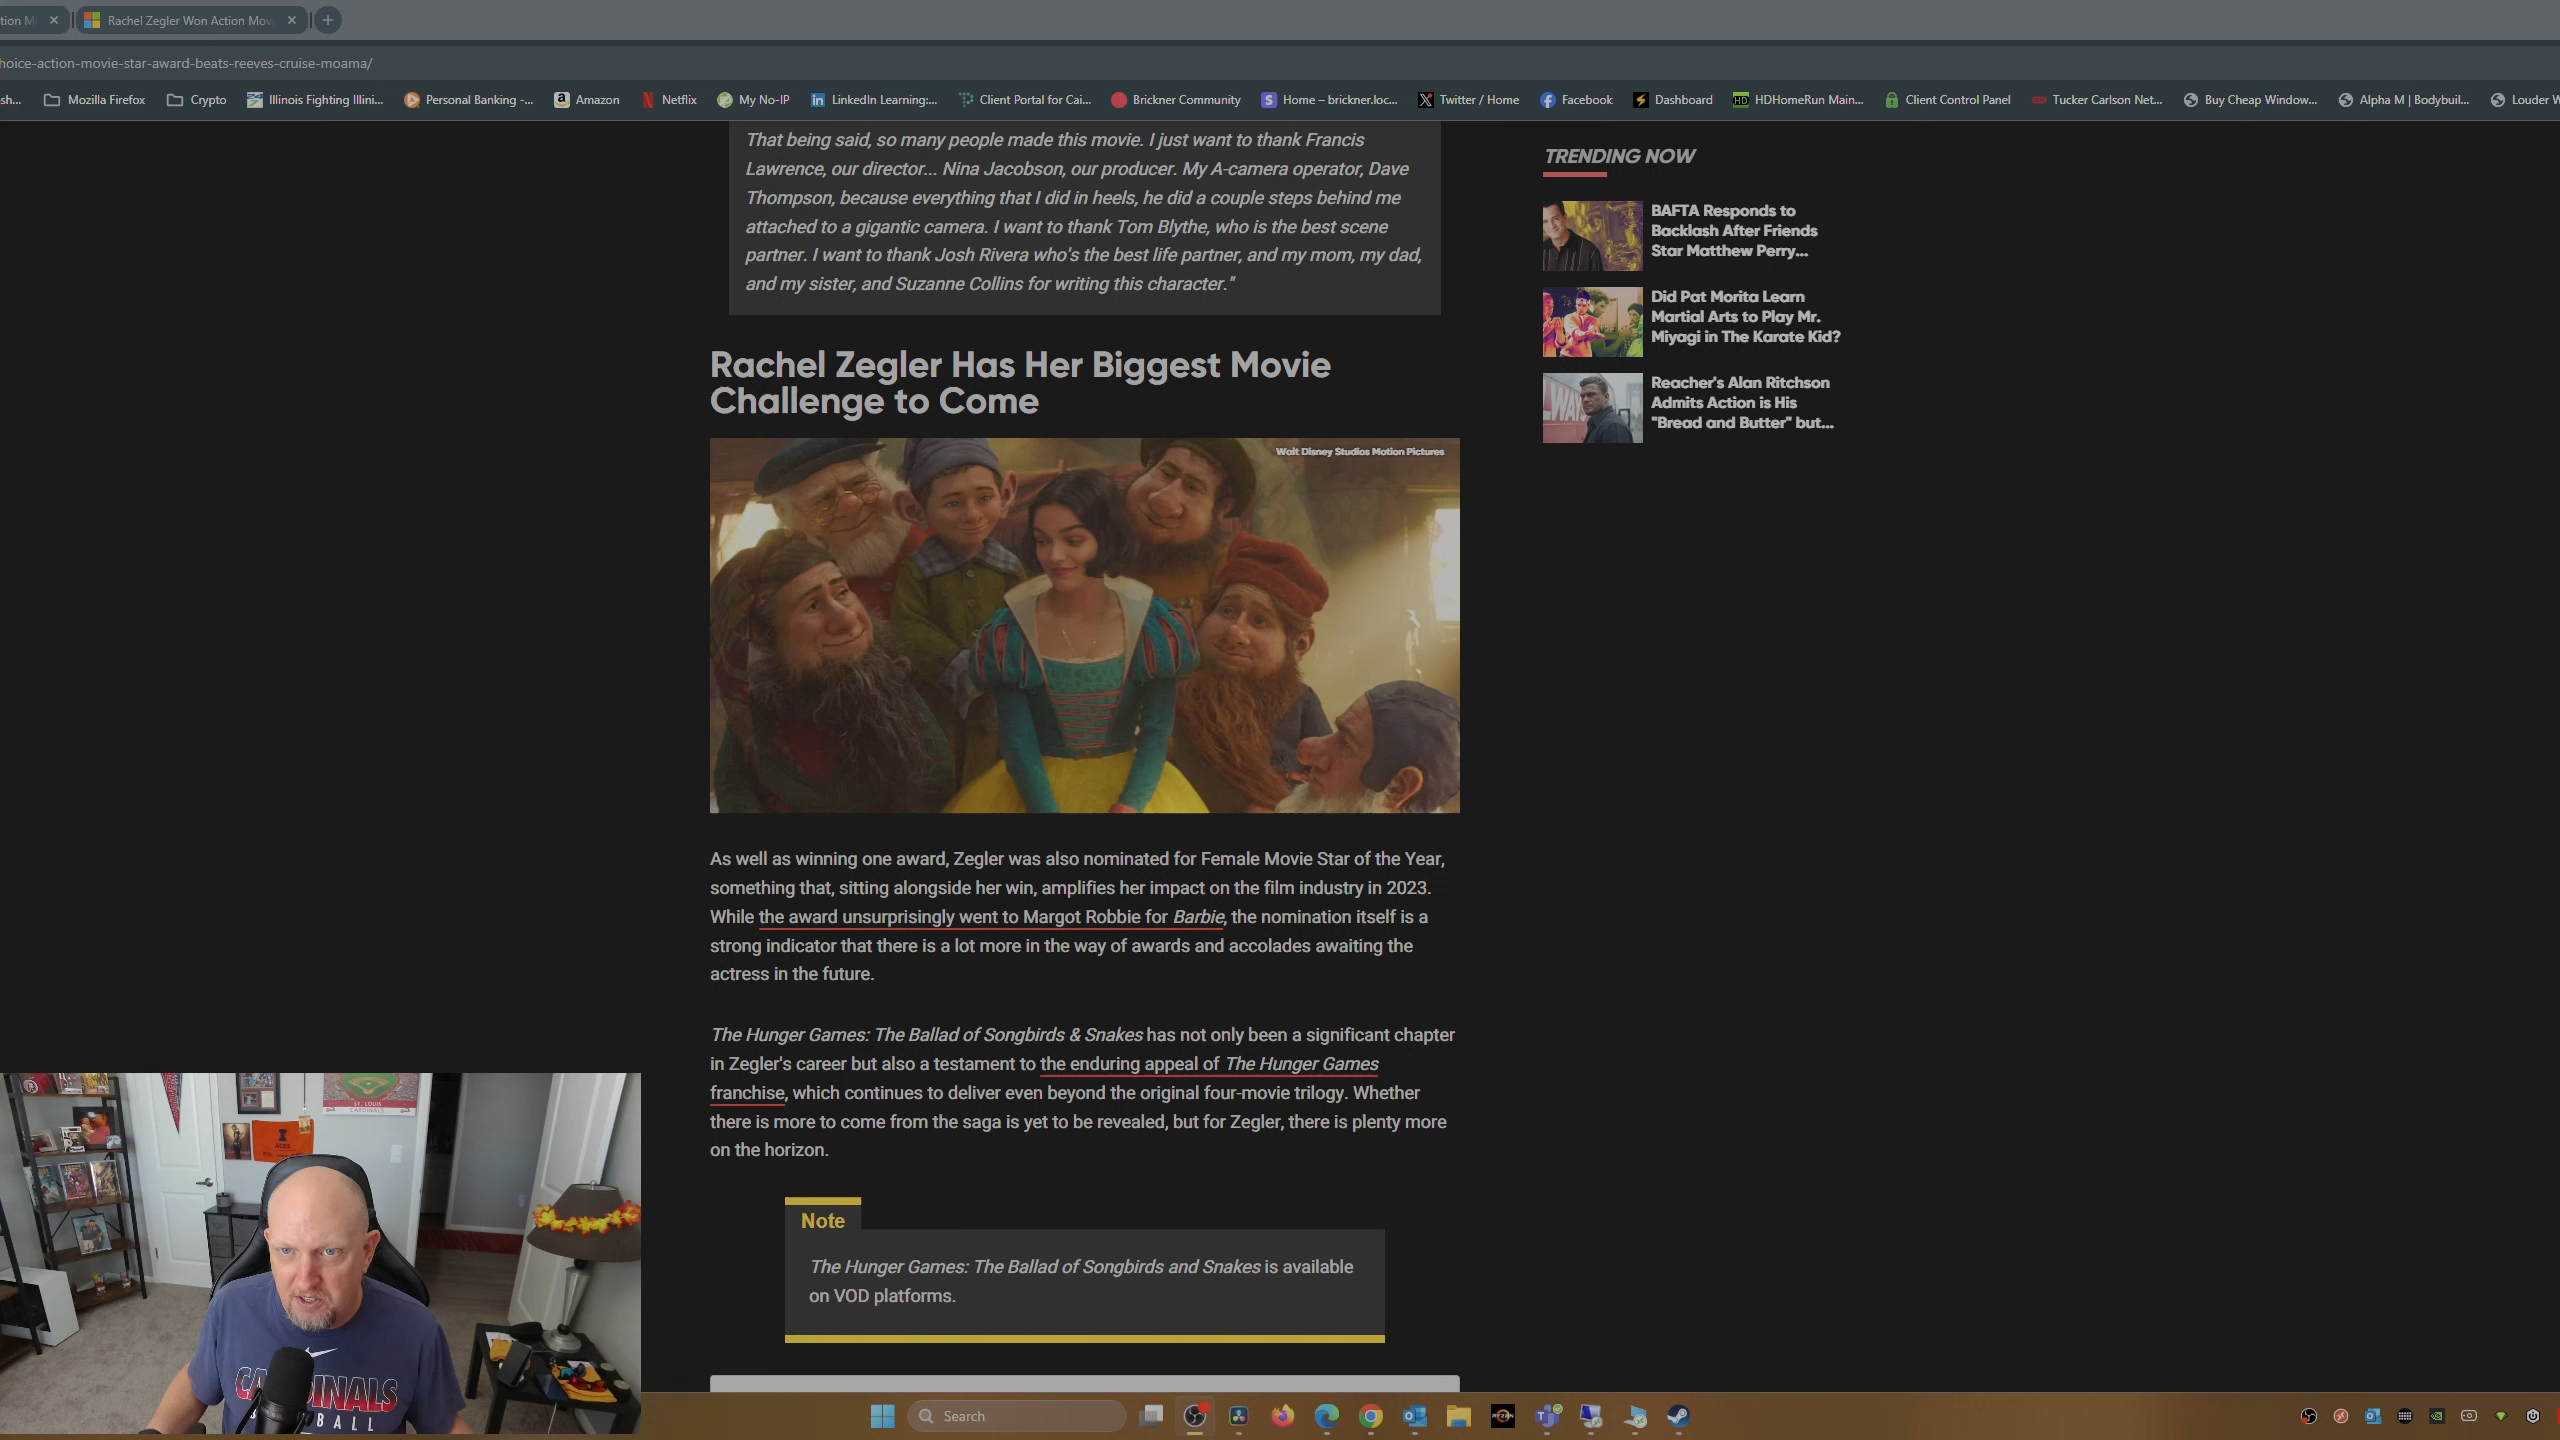 tion M
Rachel Zegler Won Action Movi
hoice-action-movie-star-award-beats-reeves-cruise-moama/
sh... Mozilla Firefox Crypto Illinois Fighting Illini... Personal Banking -... Amazon Netflix My No-IP LinkedIn Learning:... Client Portal for Cai... Brickner Community Home – brickner.loc... Twitter / Home Facebook Dashboard HDHomeRun Main... Client Control Panel Tucker Carlson Net... Buy Cheap Window... Alpha M | Bodybuil... Louder W
That being said, so many people made this movie. I just want to thank Francis
Lawrence, our director... Nina Jacobson, our producer. My A-camera operator, Dave
Thompson, because everything that I did in heels, he did a couple steps behind me
attached to a gigantic camera. I want to thank Tom Blythe, who is the best scene
partner. I want to thank Josh Rivera who's the best life partner, and my mom, my dad,
and my sister, and Suzanne Collins for writing this character."
Rachel Zegler Has Her Biggest Movie
Challenge to Come
Walt Disney Studios Motion Pictures
As well as winning one award, Zegler was also nominated for Female Movie Star of the Year,
something that, sitting alongside her win, amplifies her impact on the film industry in 2023.
While the award unsurprisingly went to Margot Robbie for Barbie, the nomination itself is a
strong indicator that there is a lot more in the way of awards and accolades awaiting the
actress in the future.
The Hunger Games: The Ballad of Songbirds & Snakes has not only been a significant chapter
in Zegler's career but also a testament to the enduring appeal of The Hunger Games
franchise, which continues to deliver even beyond the original four-movie trilogy. Whether
there is more to come from the saga is yet to be revealed, but for Zegler, there is plenty more
on the horizon.
Note
The Hunger Games: The Ballad of Songbirds and Snakes is available
on VOD platforms.
TRENDING NOW
BAFTA Responds to
Backlash After Friends
Star Matthew Perry...
Did Pat Morita Learn
Martial Arts to Play Mr.
Miyagi in The Karate Kid?
Reacher's Alan Ritchson
Admits Action is His
"Bread and Butter" but...
ST. LOUIS
CARDINALS
Search
RYZEN